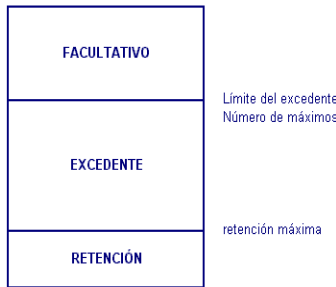 FACULTATIVO
Límite del excedente
Número de máximos
EXCEDENTE
retención máxima
RETENCIÓN